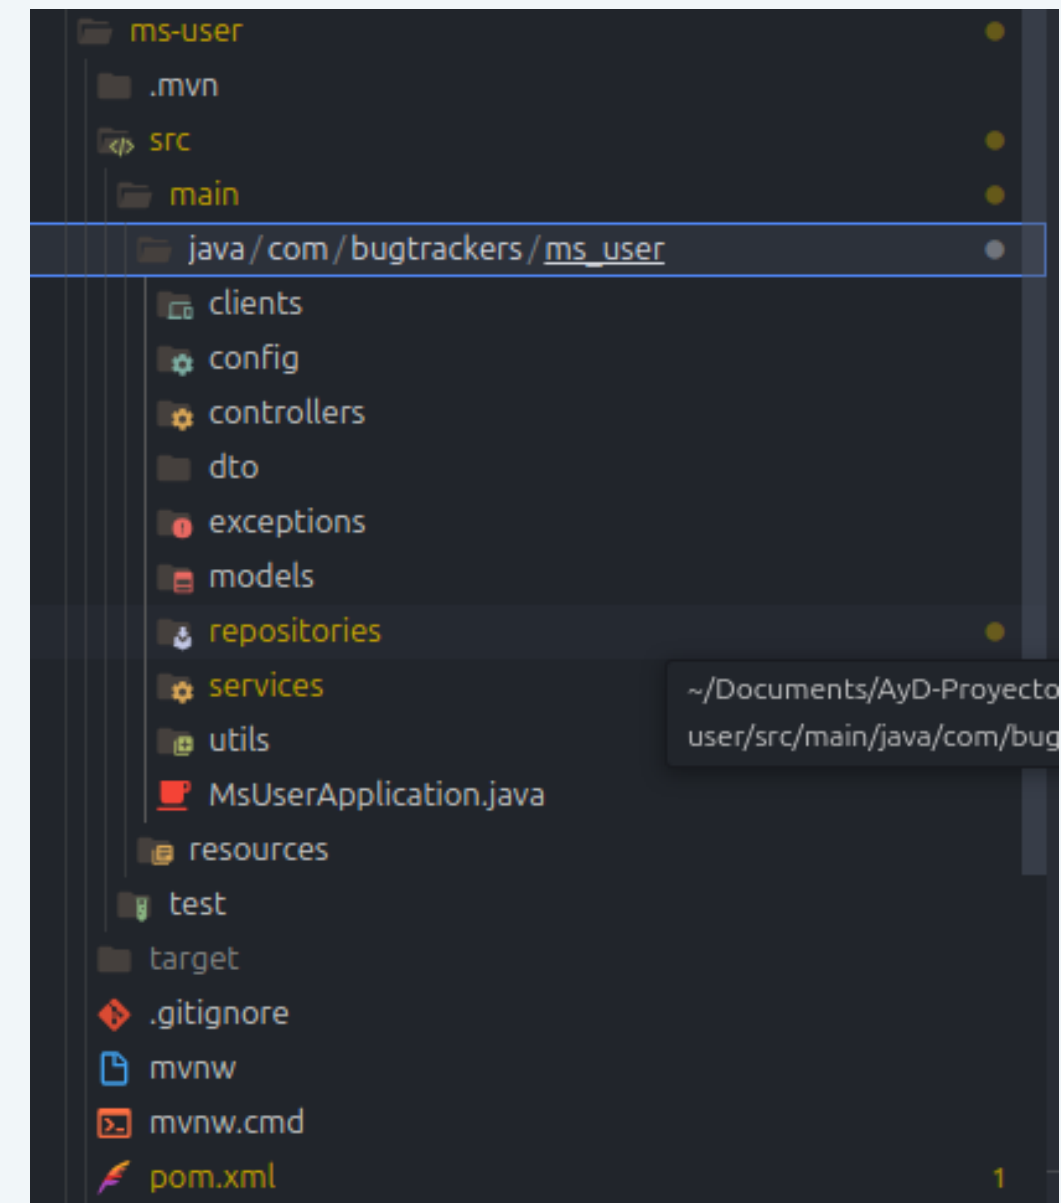 ms-user
.mvn
src
main
java/com/bugtrackers/ms_user
clients
config
controllers
dto
exceptions
models
repositories
services
~/Documents/AyD-Proyecto
user/src/main/java/com/bug
utils
MsUserApplication.java
resources
test
target
.gitignore
mvnw
mvnw.cmd
pom.xml 1